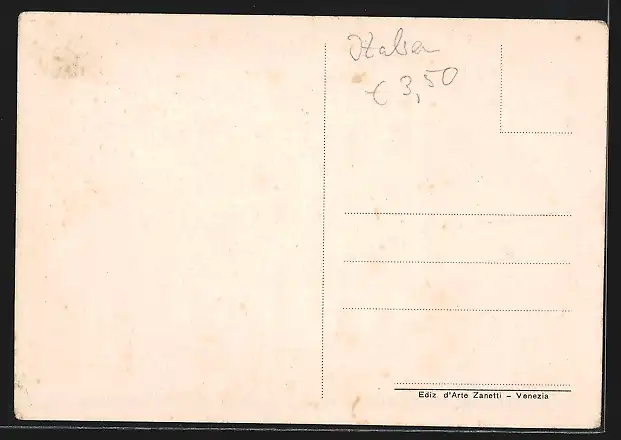 Italien
€ 3,50
Ediz. d'Arte Zanetti – Venezia